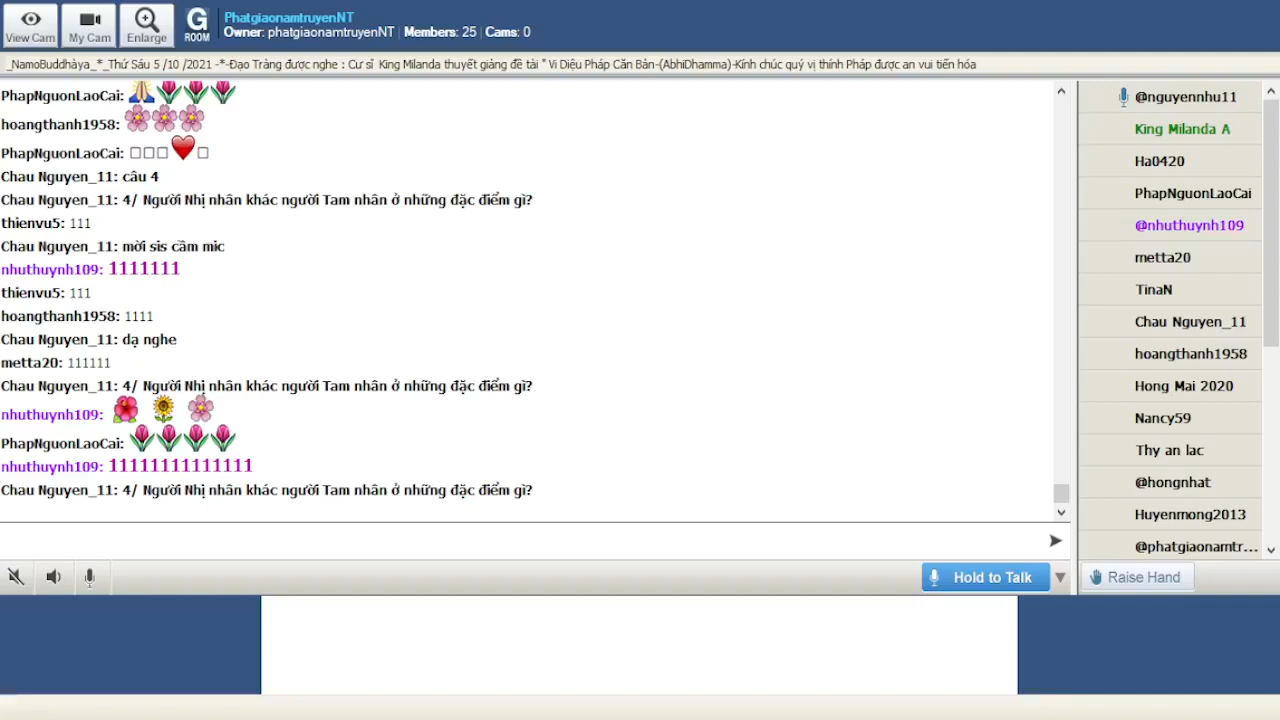 View Cam
My Cam
Enlarge
G
ROOM
PhatgiaonamtruyenNT
Owner: phatgiaonamtruyenNT | Members: 25 | Cams: 0
_NamoBuddhàya_*_Thứ Sáu 5 /10 /2021 -*-Đạo Tràng được nghe : Cư sĩ King Milanda thuyết giảng đề tài " Vi Diệu Pháp Căn Bản-(AbhiDhamma)-Kính chúc quý vị thính Pháp được an vui tiến hóa
PhapNguonLaoCai:
hoangthanh1958:
PhapNguonLaoCai:
Chau Nguyen_11: câu 4
Chau Nguyen_11: 4/ Người Nhị nhân khác người Tam nhân ở những đặc điểm gì?
thienvu5: 111
Chau Nguyen_11: mời sis cầm mic
nhuthuynh109: 1111111
thienvu5: 111
hoangthanh1958: 1111
Chau Nguyen_11: dạ nghe
metta20: 111111
Chau Nguyen_11: 4/ Người Nhị nhân khác người Tam nhân ở những đặc điểm gì?
nhuthuynh109:
PhapNguonLaoCai:
nhuthuynh109: 11111111111111
Chau Nguyen_11: 4/ Người Nhị nhân khác người Tam nhân ở những đặc điểm gì?
@nguyennhu11
King Milanda A
Ha0420
PhapNguonLaoCai
@nhuthuynh109
metta20
TinaN
Chau Nguyen_11
hoangthanh1958
Hong Mai 2020
Nancy59
Thy an lac
@hongnhat
Huyenmong2013
@phatgiaonamtr...
Hold to Talk
Raise Hand